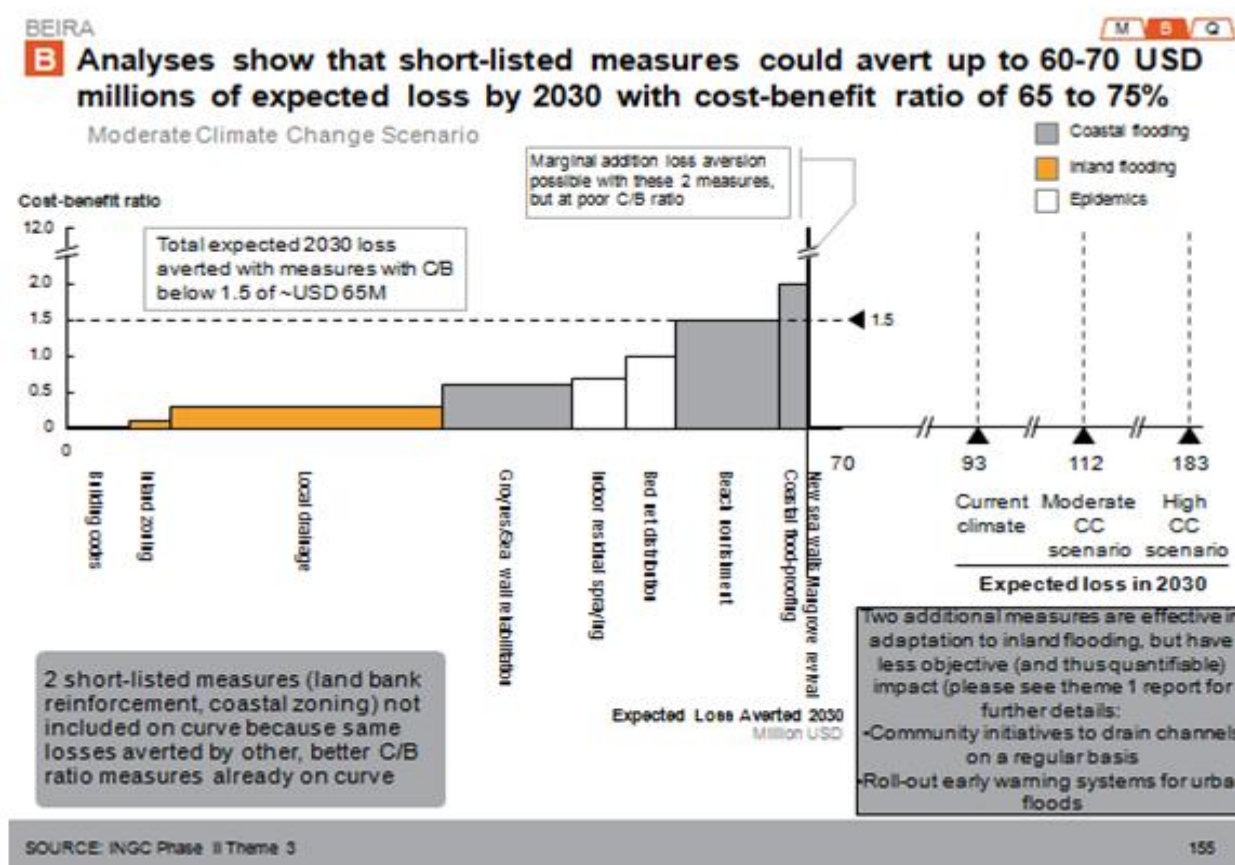 BEIRA
M B Q
B Analyses show that short-listed measures could avert up to 60-70 USD
millions of expected loss by 2030 with cost-benefit ratio of 65 to 75%
Moderate Climate Change Scenario
Coastal flooding
Inland flooding
Epidemics
Marginal addition loss aversion
possible with these 2 measures,
but at poor C/B ratio
Cost-benefit ratio
12.0
2.0
1.5
1.0
0.5
0
Total expected 2030 loss
averted with measures with C/B
below 1.5 of ~USD 65M
1.5
0
70
93
112
183
Building codes
Inland zoning
Local drainage
Groynes/Sea wall rehabilitation
Indoor residual spraying
Bed net distribution
Beach nourishment
Coastal flood-proofing
New sea walls Mangrove revival
Current
climate
Moderate
CC
scenario
High
CC
scenario
Expected loss in 2030
Expected Loss Averted 2030
Million USD
2 short-listed measures (land bank
reinforcement, coastal zoning) not
included on curve because same
losses averted by other, better C/B
ratio measures already on curve
Two additional measures are effective in
adaptation to inland flooding, but have
less objective (and thus quantifiable)
impact (please see theme 1 report for
further details:
•Community initiatives to drain channels
on a regular basis
•Roll-out early warning systems for urba
floods
SOURCE: INGC Phase II Theme 3
155